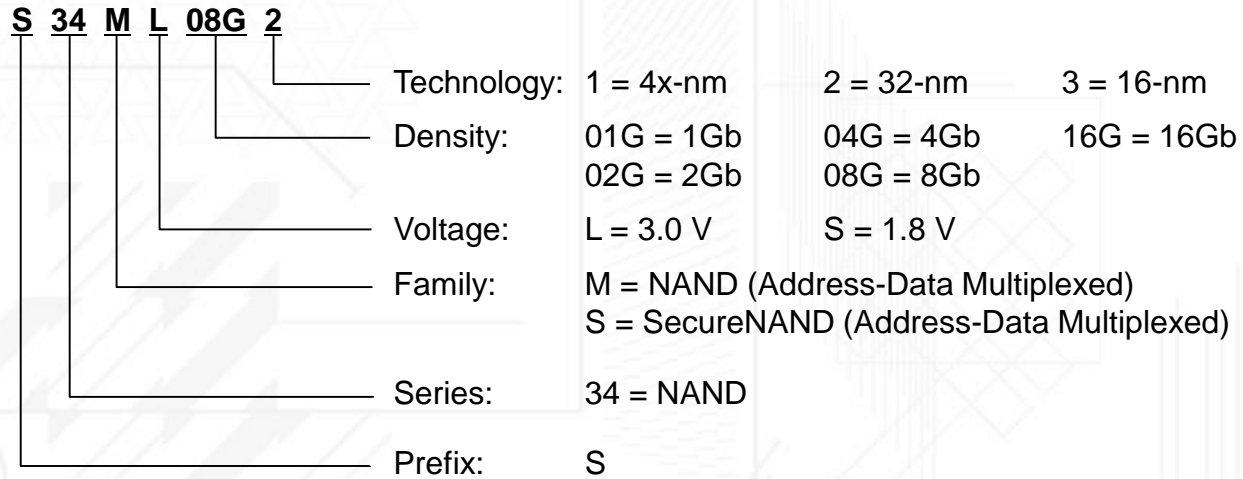 S 34 M L 08G 2
Technology: 1 = 4x-nm 2 = 32-nm 3 = 16-nm
Density: 01G = 1Gb 04G = 4Gb 16G = 16Gb
02G = 2Gb 08G = 8Gb
Voltage: L = 3.0 V S = 1.8 V
Family: M = NAND (Address-Data Multiplexed)
S = SecureNAND (Address-Data Multiplexed)
Series: 34 = NAND
Prefix: S